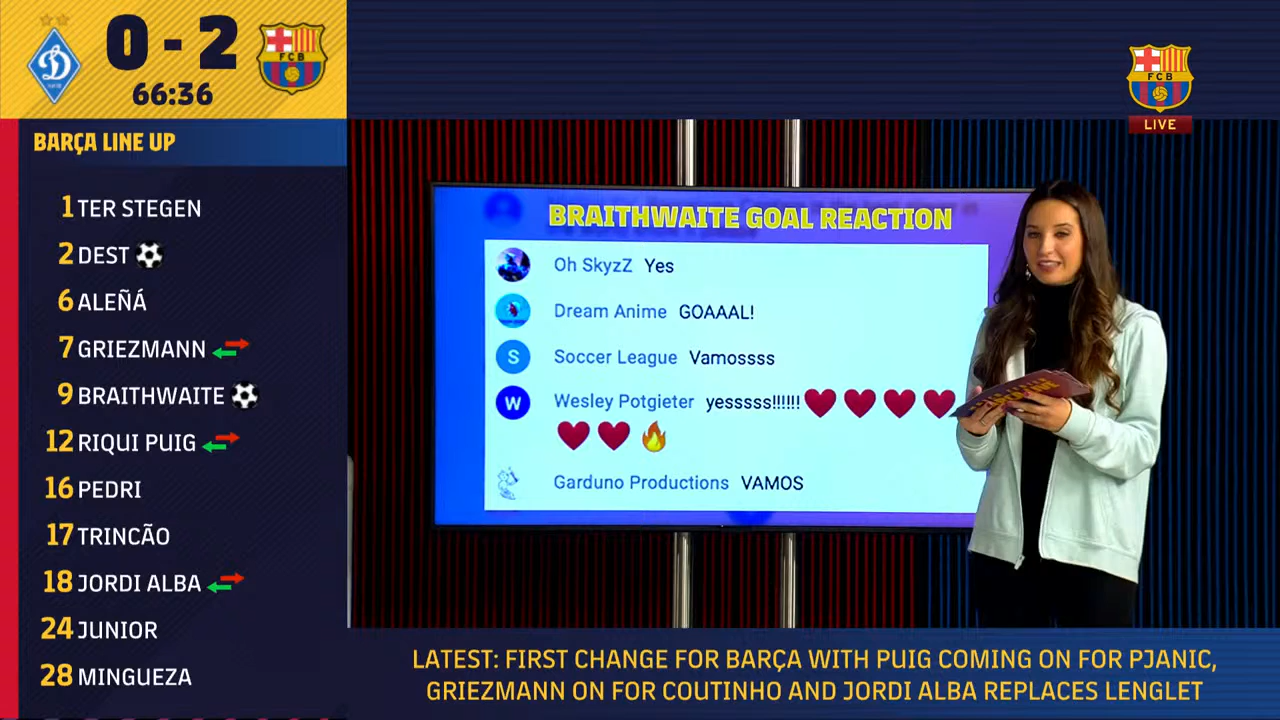 0 - 2
66:36
FCB
FCB
LIVE
BARÇA LINE UP
1 TER STEGEN
2 DEST
6 ALEÑÁ
7 GRIEZMANN
9 BRAITHWAITE
12 RIQUI PUIG
16 PEDRI
17 TRINCÃO
18 JORDI ALBA
24 JUNIOR
28 MINGUEZA
BRAITHWAITE GOAL REACTION
Oh SkyzZ Yes
Dream Anime GOAAAL!
S Soccer League Vamossss
W Wesley Potgieter yesssss!!!!!! ❤❤❤❤
❤❤🔥
Garduno Productions VAMOS
LATEST: FIRST CHANGE FOR BARÇA WITH PUIG COMING ON FOR PJANIC,
GRIEZMANN ON FOR COUTINHO AND JORDI ALBA REPLACES LENGLET